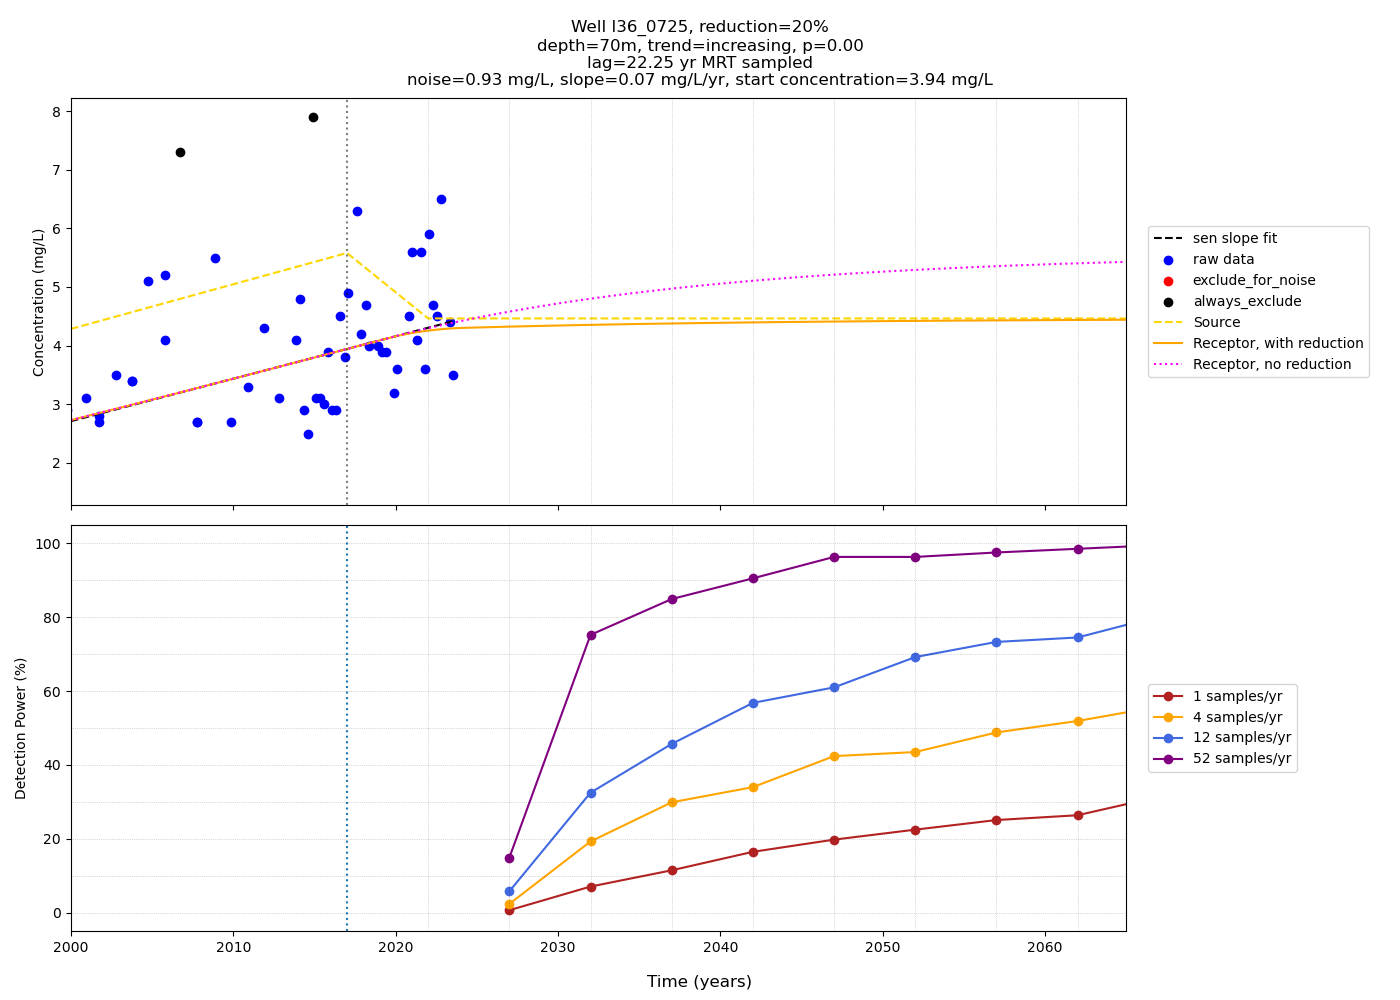 Well l36_0725, reduction=20%
depth=70m, trend=increasing, p=0.00
lag=22.25 yr MRT sampled
noise=0.93 mg/L, slope=0.07 mg/L/yr, start concentration=3.94 mg/L
8
7
6
5
4
3
2
Concentration (mg/L)
sen slope fit
raw data
exclude_for_noise
always_exclude
Source
Receptor, with reduction
Receptor, no reduction
100
80
60
40
20
0
Detection Power (%)
1 samples/yr
4 samples/yr
12 samples/yr
52 samples/yr
2000 2010 2020 2030 2040 2050 2060
Time (years)